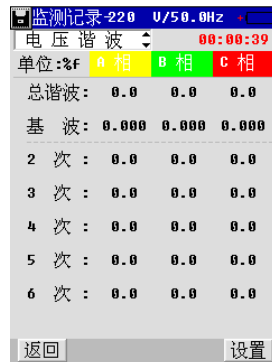 监测记录-220 V/50.0Hz +
电压谐波 00:00:39
单位:%f A相 B相 C相
总谐波: 0.0 0.0 0.0
基 波: 0.000 0.000 0.000
2 次: 0.0 0.0 0.0
3 次: 0.0 0.0 0.0
4 次: 0.0 0.0 0.0
5 次: 0.0 0.0 0.0
6 次: 0.0 0.0 0.0
返回 设置